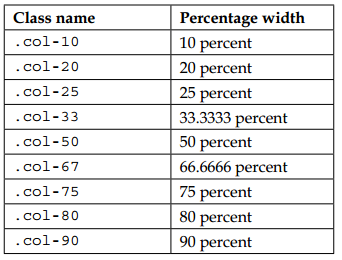 Class name Percentage width
.col-10 10 percent
.col-20 20 percent
.col-25 25 percent
.col-33 33.3333 percent
.col-50 50 percent
.col-67 66.6666 percent
.col-75 75 percent
.col-80 80 percent
.col-90 90 percent